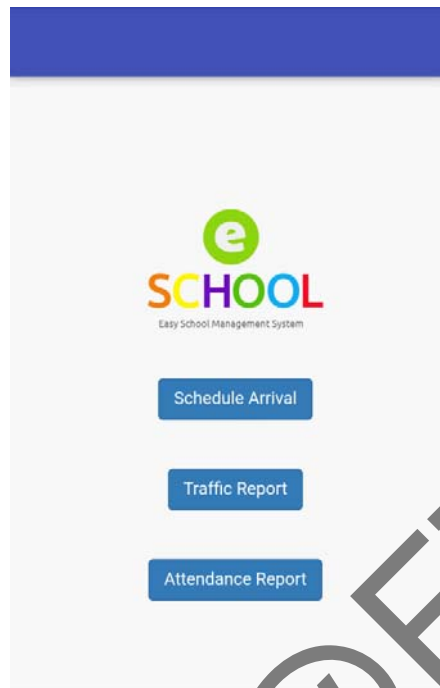 e
SCHOOL
Easy School Management System
Schedule Arrival
Traffic Report
Attendance Report